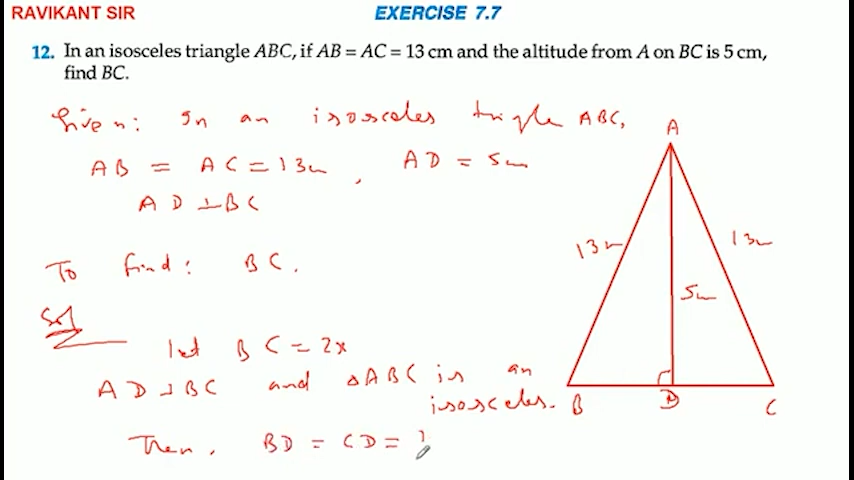 RAVIKANT SIR
EXERCISE 7.7
12. In an isosceles triangle ABC, if AB = AC = 13 cm and the altitude from A on BC is 5 cm,
find BC.
Given: In an isosceles trigle ABC,
AB = AC = 13cm, AD = 5cm
AD ⊥ BC
To find: BC.
Sol
let BC = 2x
AD ⊥ BC and △ABC is an
isosceles.
Then, BD = CD =
A
13cm
13cm
5cm
B
D
C